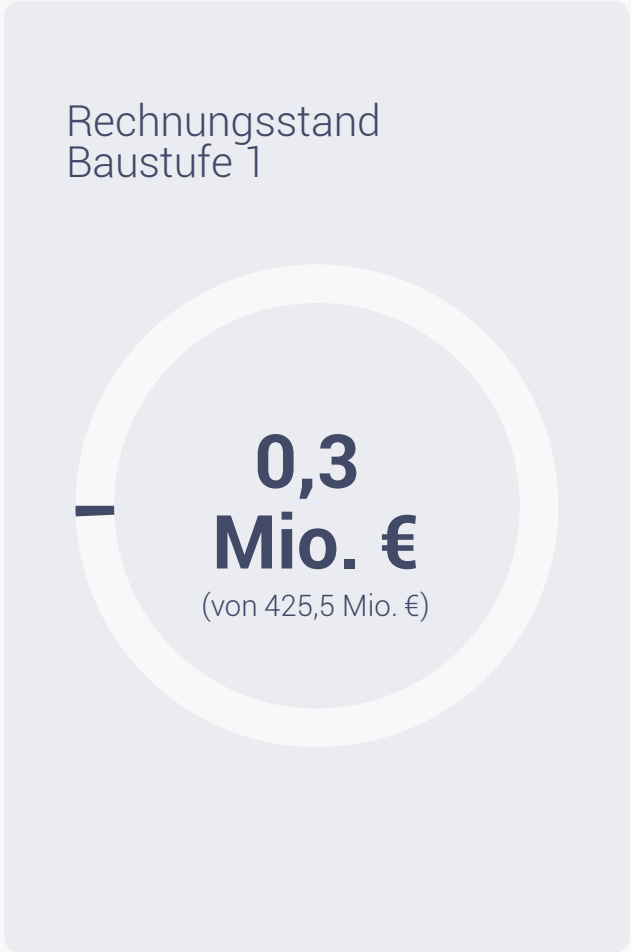 Rechnungsstand
Baustufe 1
0,3
Mio. €
(von 425,5 Mio. €)